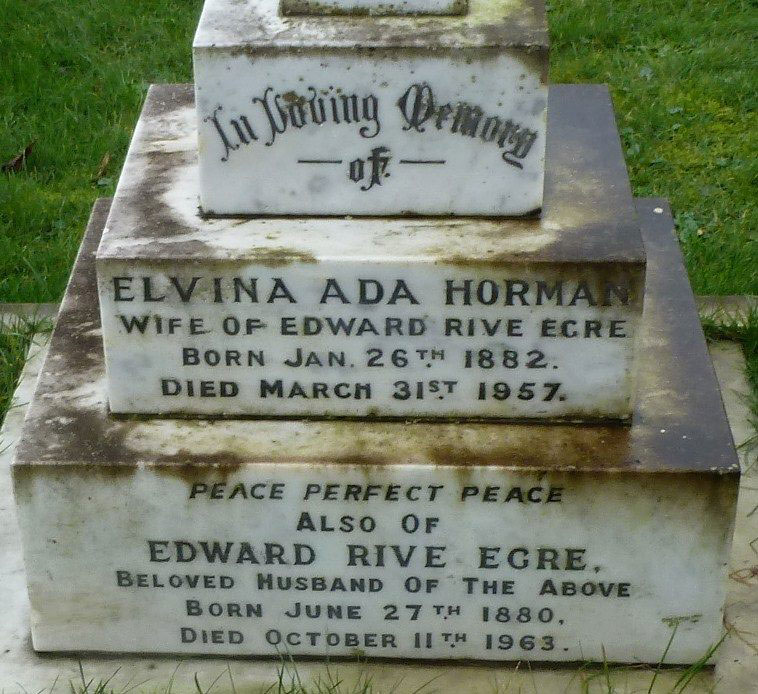 In Loving Memory
of
ELVINA ADA HORMAN
WIFE OF EDWARD RIVE EGRE
BORN JAN. 26TH 1882.
DIED MARCH 31ST 1957.
PEACE PERFECT PEACE
ALSO OF
EDWARD RIVE EGRE,
BELOVED HUSBAND OF THE ABOVE
BORN JUNE 27TH 1880,
DIED OCTOBER 11TH 1963.